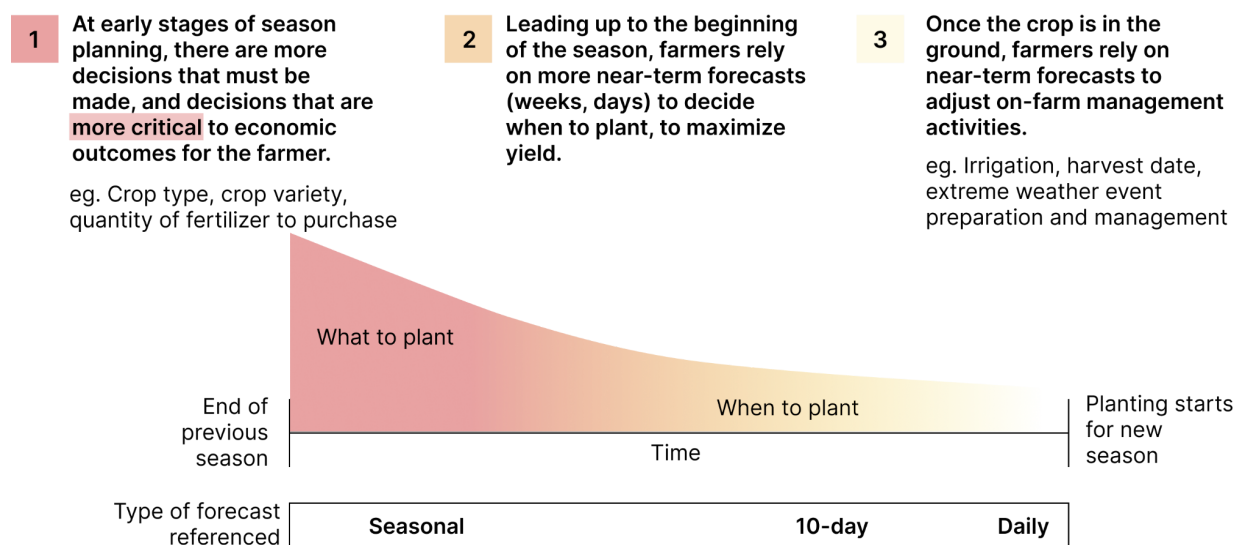 1
At early stages of season
planning, there are more
decisions that must be
made, and decisions that are
more critical to economic
outcomes for the farmer.
eg. Crop type, crop variety,
quantity of fertilizer to purchase
2
Leading up to the beginning
of the season, farmers rely
on more near-term forecasts
(weeks, days) to decide
when to plant, to maximize
yield.
3
Once the crop is in the
ground, farmers rely on
near-term forecasts to
adjust on-farm management
activities.
eg. Irrigation, harvest date,
extreme weather event
preparation and management
What to plant
When to plant
End of
previous
season
Time
Planting starts
for new
season
Type of forecast
referenced
Seasonal
10-day
Daily